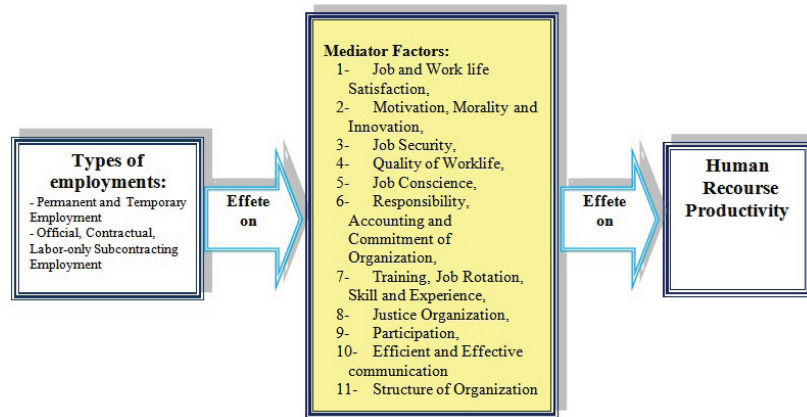 Types of
employments:
- Permanent and Temporary
Employment
- Official, Contractual,
Labor-only Subcontracting
Employment
Effete
on
Mediator Factors:
1- Job and Work life
Satisfaction,
2- Motivation, Morality and
Innovation,
3- Job Security,
4- Quality of Worklife,
5- Job Conscience,
6- Responsibility,
Accounting and
Commitment of
Organization,
7- Training, Job Rotation,
Skill and Experience,
8- Justice Organization,
9- Participation,
10- Efficient and Effective
communication
11- Structure of Organization
Effete
on
Human
Recourse
Productivity